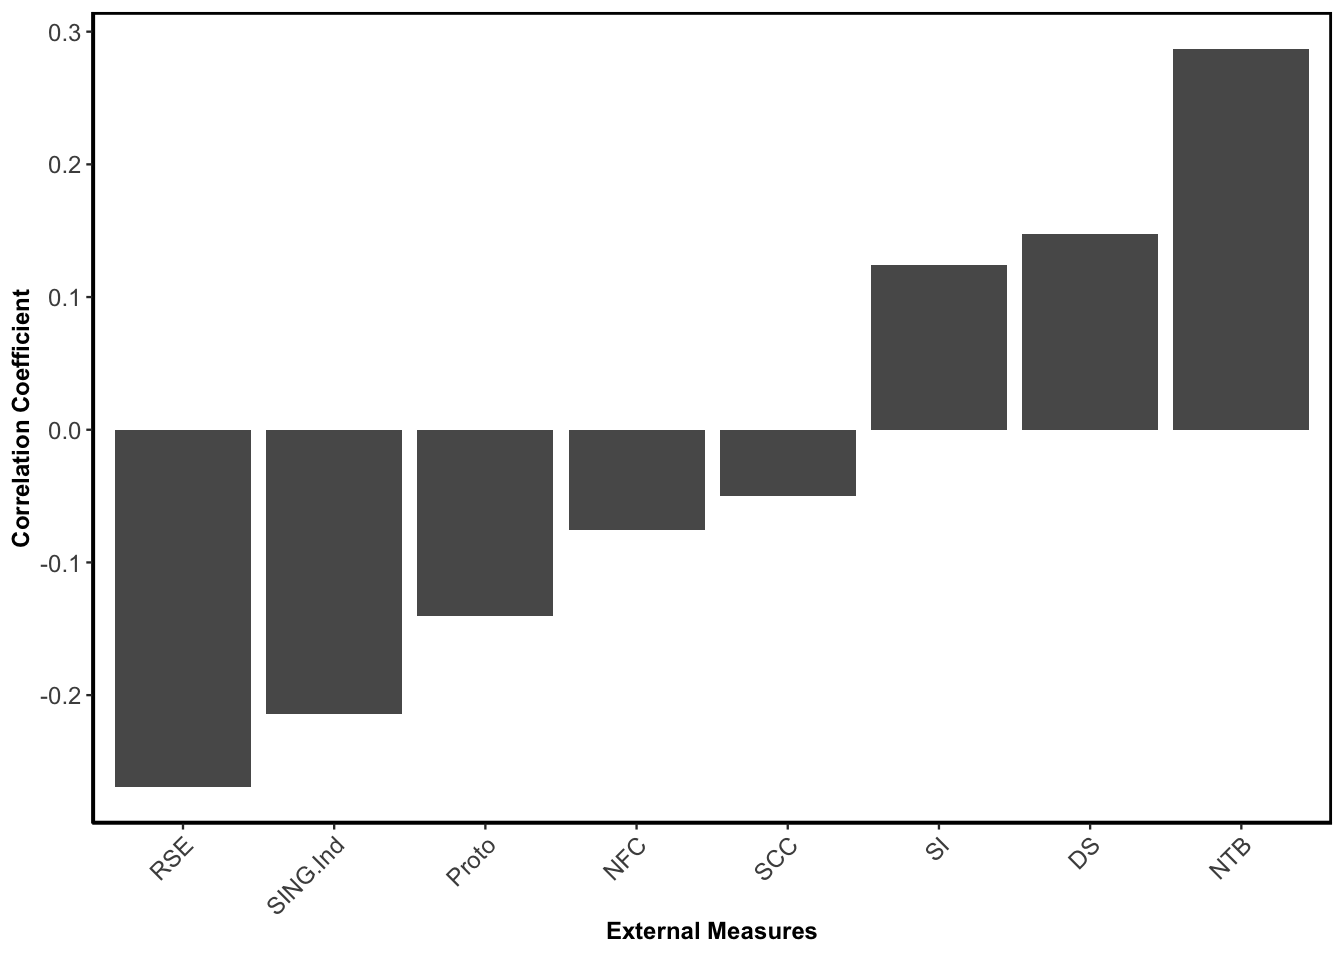 0.3
0.2
0.1
0.0
-0.1
-0.2
Correlation Coefficient
RSE
SING.Ind
Proto
NFC
SCC
SI
DS
NTB
External Measures